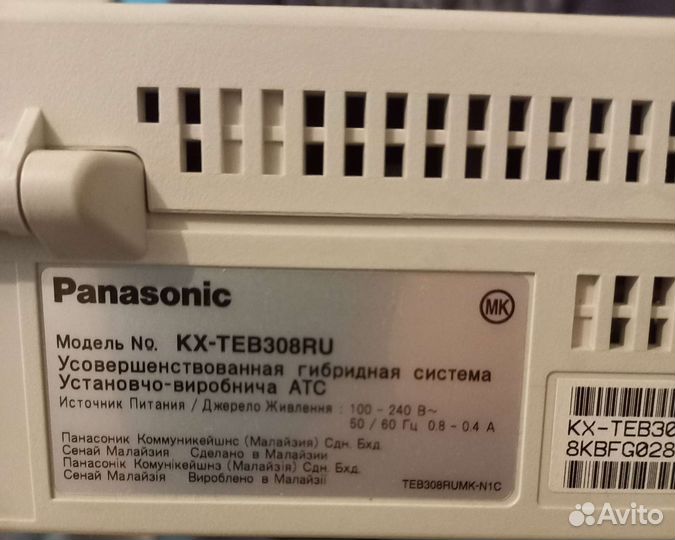 Panasonic
MK
Модель No. KX-TEB308RU
Усовершенствованная гибридная система
Установчо-виробнича АТС
Источник Питания / Джерело Живлення : 100 - 240 В~
50 / 60 Гц 0.8 - 0.4 А
Панасоник Коммуникейшнс (Малайзия) Сдн. Бхд.
Сенай Малайзия Сделано в Малайзии
Панасонік Комунікейшнз (Малайзія) Сдн. Бхд.
Сенай Малайзія Вироблено в Малайзії
TEB308RUMK-N1C
KX-TEB30
8KBFG028
Avito